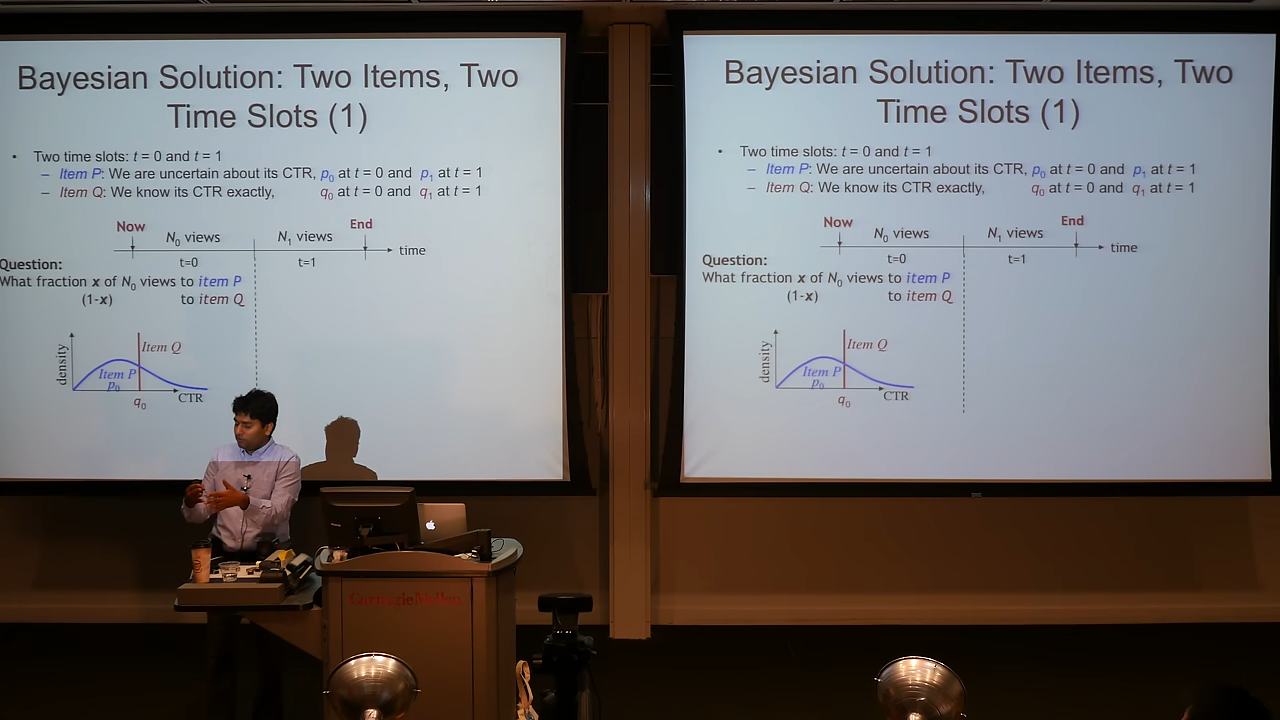 Bayesian Solution: Two Items, Two
Time Slots (1)
• Two time slots: t = 0 and t = 1
– Item P: We are uncertain about its CTR, p0 at t = 0 and p1 at t = 1
– Item Q: We know its CTR exactly, q0 at t = 0 and q1 at t = 1
Now
End
N0 views
N1 views
time
t=0
t=1
Question:
What fraction x of N0 views to item P
(1-x) to item Q
density
Item Q
Item P
p0
q0
CTR
Bayesian Solution: Two Items, Two
Time Slots (1)
• Two time slots: t = 0 and t = 1
– Item P: We are uncertain about its CTR, p0 at t = 0 and p1 at t = 1
– Item Q: We know its CTR exactly, q0 at t = 0 and q1 at t = 1
Now
End
N0 views
N1 views
time
t=0
t=1
Question:
What fraction x of N0 views to item P
(1-x) to item Q
density
Item Q
Item P
p0
q0
CTR
Carnegie Mellon